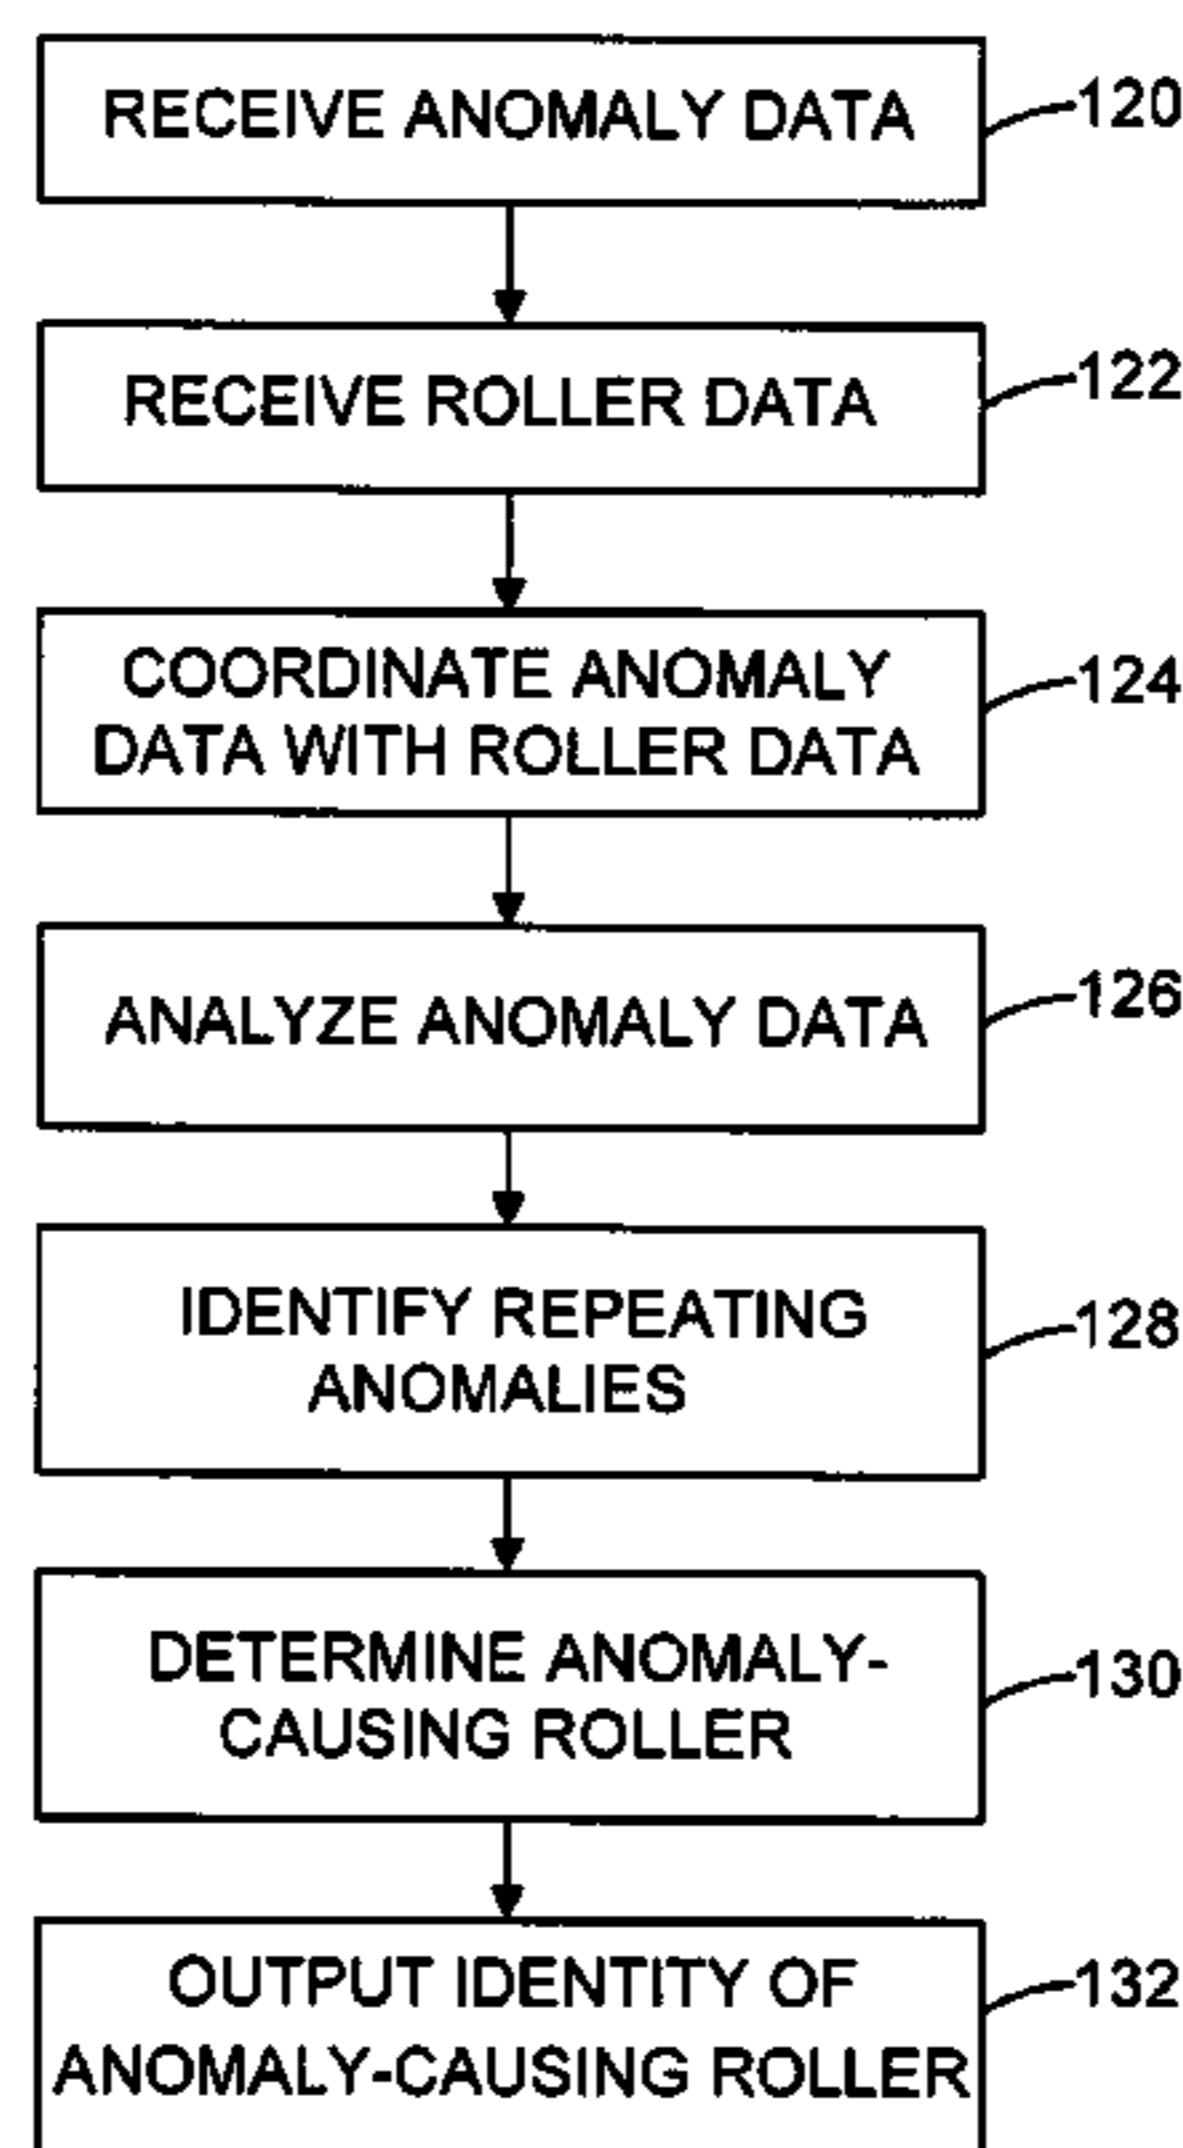 RECEIVE ANOMALY DATA
120
RECEIVE ROLLER DATA
122
COORDINATE ANOMALY
DATA WITH ROLLER DATA
124
ANALYZE ANOMALY DATA
126
IDENTIFY REPEATING
ANOMALIES
128
DETERMINE ANOMALY-
CAUSING ROLLER
130
OUTPUT IDENTITY OF
ANOMALY-CAUSING ROLLER
132